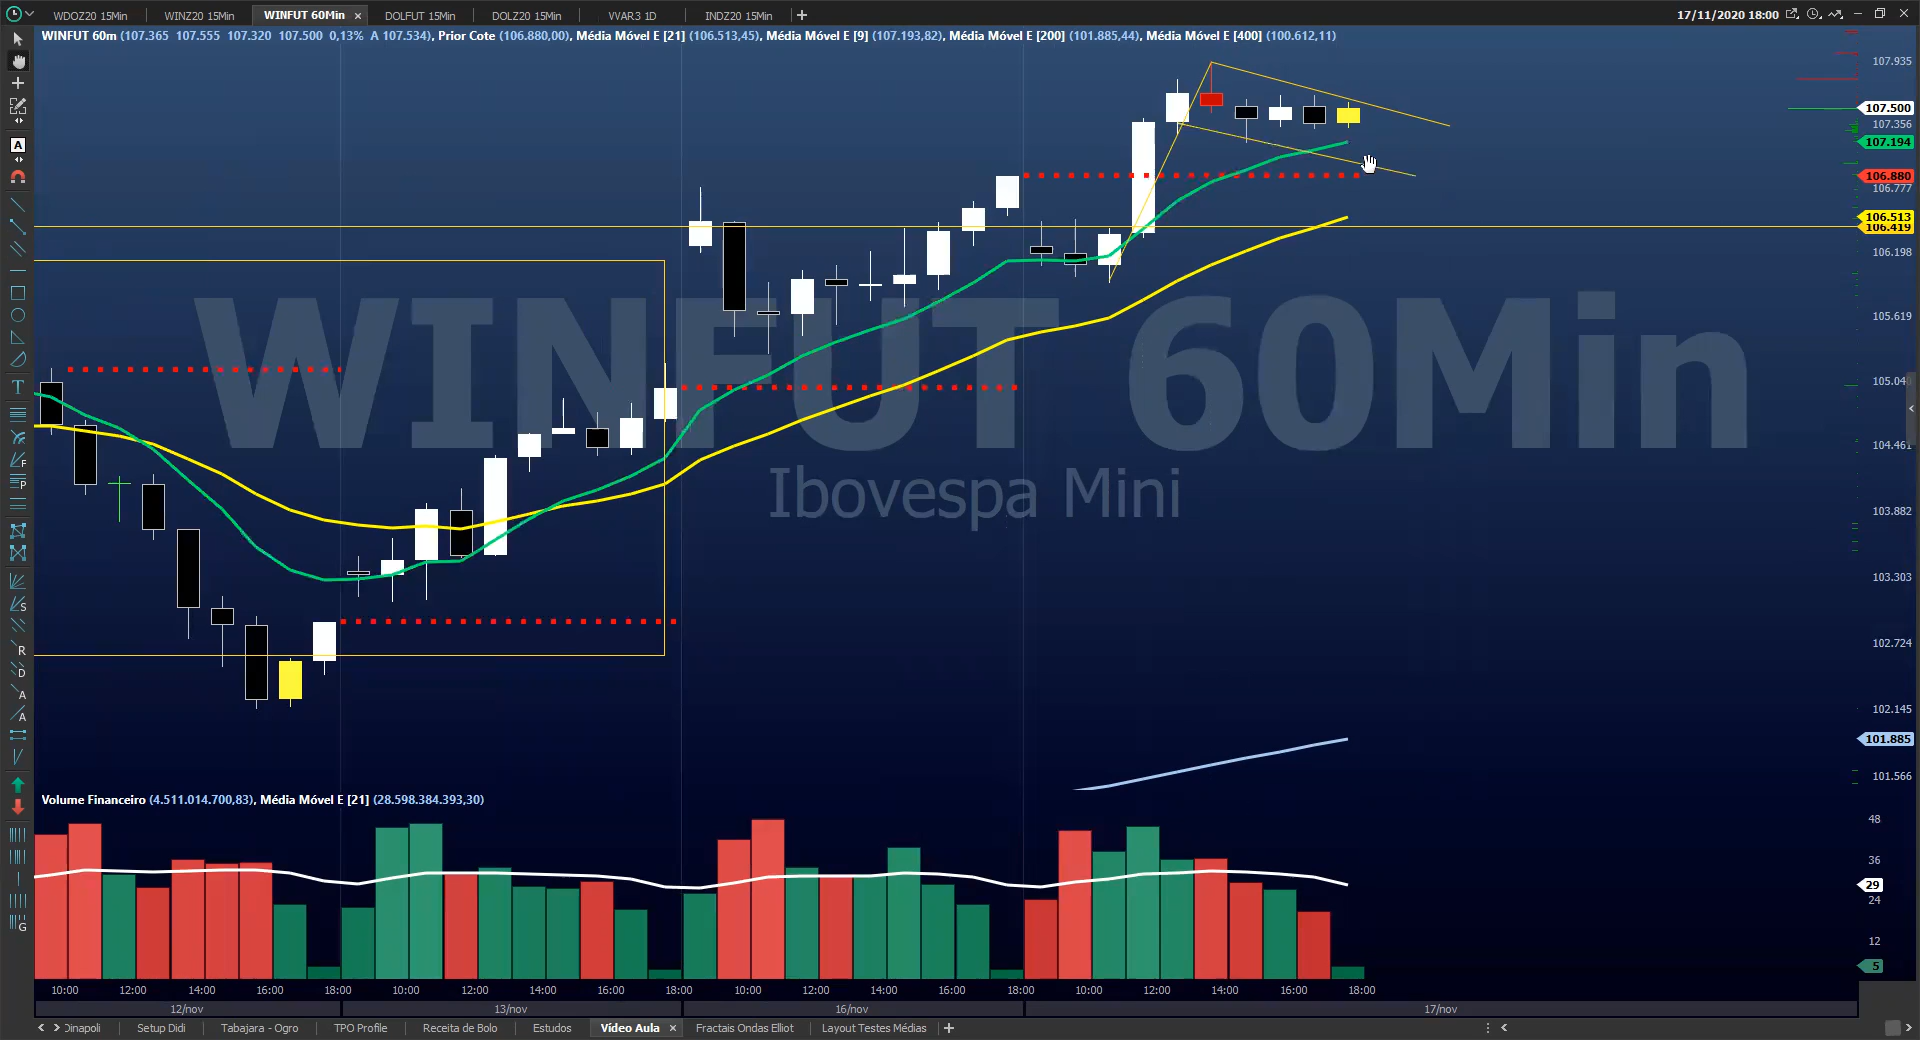 WDOZ20 15Min WINZ20 15Min WINFUT 60Min × DOLFUT 15Min DOLZ20 15Min VVAR3 1D INDZ20 15Min + 17/11/2020 18:00
WINFUT 60m (107.365 107.555 107.320 107.500 0,13% A 107.534), Prior Cote (106.880,00), Média Móvel E [21] (106.513,45), Média Móvel E [9] (107.193,82), Média Móvel E [200] (101.885,44), Média Móvel E [400] (100.612,11)
107.935
107.500
107.356
107.194
106.880
106.777
106.513
106.419
106.198
105.619
105.040
104.461
103.882
103.303
102.724
102.145
101.885
101.566
WINFUT 60Min
Ibovespa Mini
A
T
F
P
S
R
D
A
A
G
Volume Financeiro (4.511.014.700,83), Média Móvel E [21] (28.598.384.393,30)
48
36
29
24
12
5
10:00 12:00 14:00 16:00 18:00 10:00 12:00 14:00 16:00 18:00 10:00 12:00 14:00 16:00 18:00 10:00 12:00 14:00 16:00 18:00
12/nov 13/nov 16/nov 17/nov
Dinapoli Setup Didi Tabajara - Ogro TPO Profile Receita de Bolo Estudos Vídeo Aula × Fractais Ondas Elliot Layout Testes Médias +